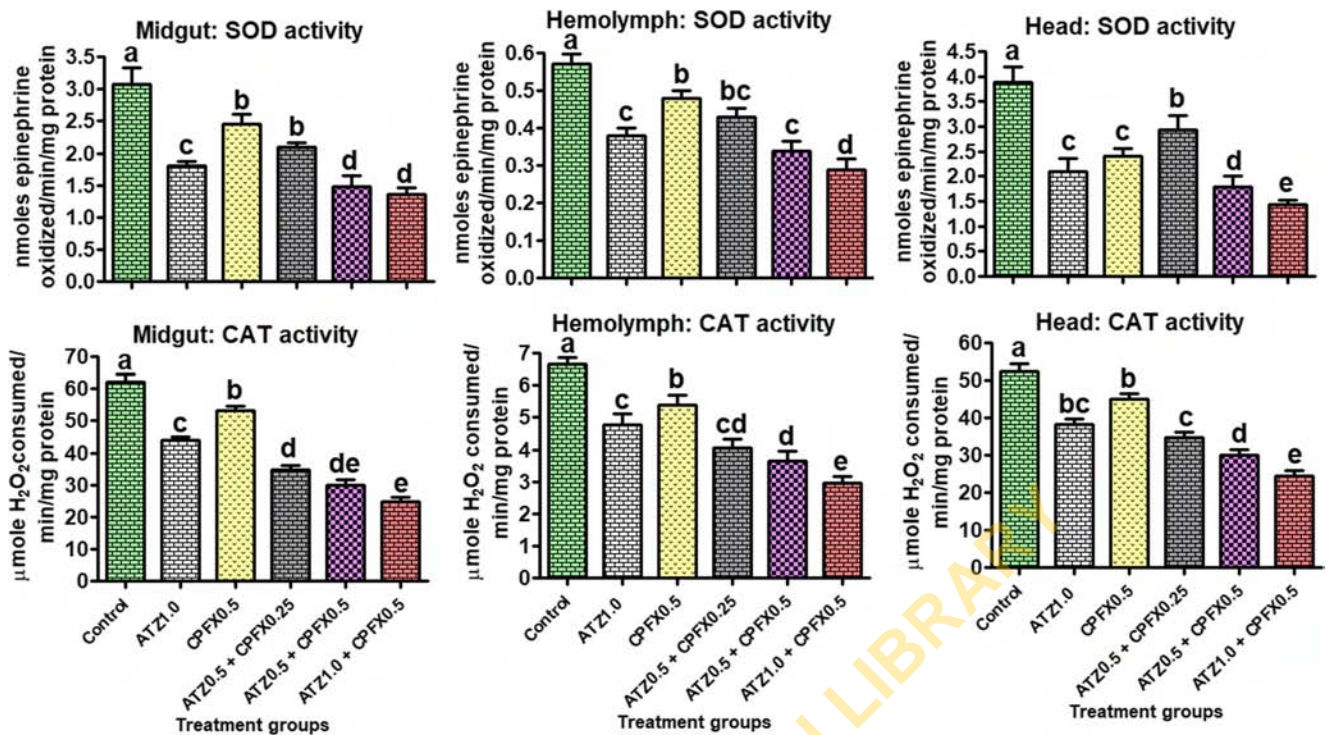 Midgut: SOD activity
nmoles epinephrine
oxidized/min/mg protein
3.5
3.0
2.5
2.0
1.5
1.0
0.5
0.0
a
c
b
b
d
d
Hemolymph: SOD activity
nmoles epinephrine
oxidized/min/mg protein
0.6
0.5
0.4
0.3
0.2
0.1
0.0
a
c
b
bc
c
d
Head: SOD activity
nmoles epinephrine
oxidized/min/mg protein
4.5
4.0
3.5
3.0
2.5
2.0
1.5
1.0
0.5
0.0
a
c
c
b
d
e
Midgut: CAT activity
µmole H₂O₂consumed/
min/mg protein
70
60
50
40
30
20
10
0
a
c
b
d
de
e
Control
ATZ1.0
CPFX0.5
ATZ0.5 + CPFX0.25
ATZ0.5 + CPFX0.5
ATZ1.0 + CPFX0.5
Treatment groups
Hemolymph: CAT activity
µmole H₂O₂ consumed/
min/mg protein
7
6
5
4
3
2
1
0
a
c
b
cd
d
e
Control
ATZ1.0
CPFX0.5
ATZ0.5 + CPFX0.25
ATZ0.5 + CPFX0.5
ATZ1.0 + CPFX0.5
Treatment groups
Head: CAT activity
µmole H₂O₂ consumed/
min/mg protein
60
50
40
30
20
10
0
a
bc
b
c
d
e
Control
ATZ1.0
CPFX0.5
ATZ0.5 + CPFX0.25
ATZ0.5 + CPFX0.5
ATZ1.0 + CPFX0.5
Treatment groups
LIBRARY